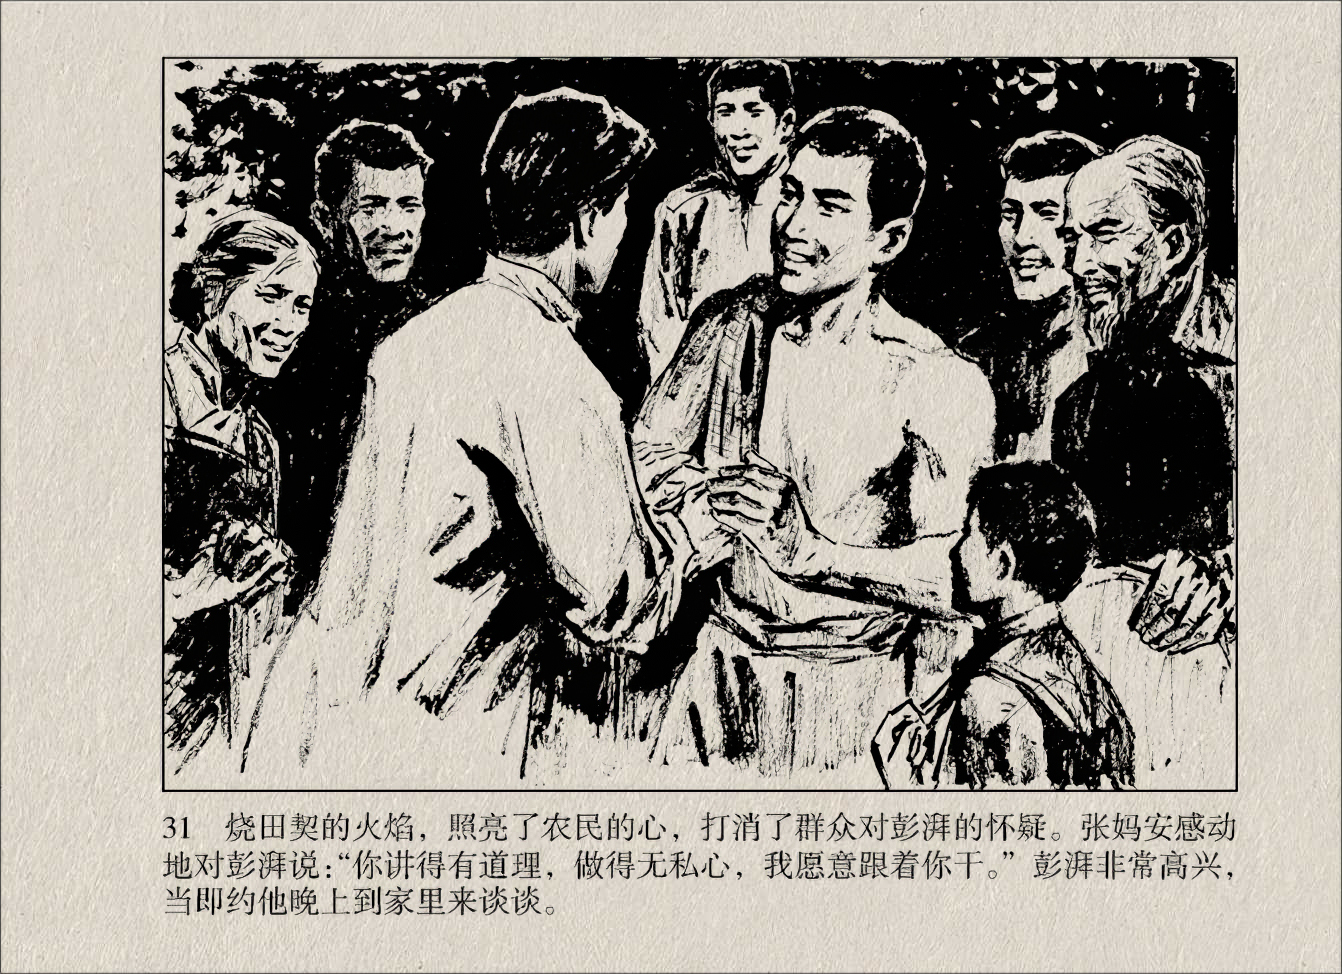 31　烧田契的火焰，照亮了农民的心，打消了群众对彭湃的怀疑。张妈安感动
地对彭湃说：“你讲得有道理，做得无私心，我愿意跟着你干。” 彭湃非常高兴，
当即约他晚上到家里来谈谈。